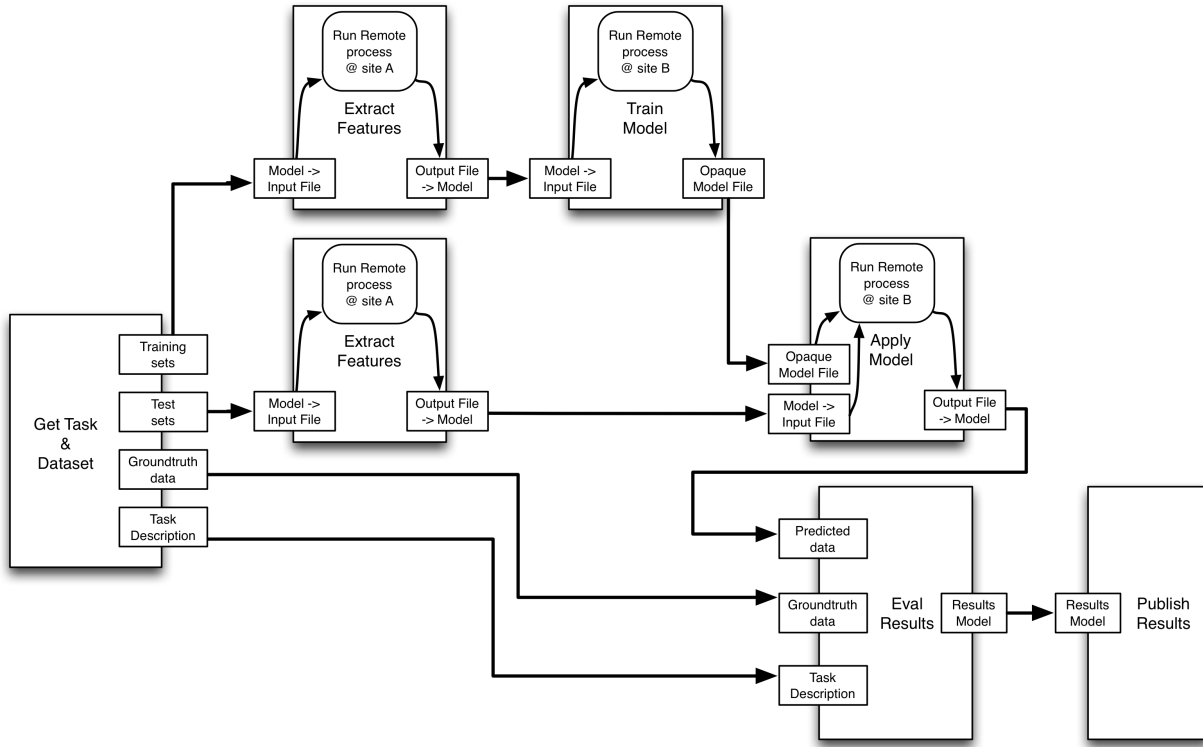 Run Remote
process
@ site A
Extract
Features
Model ->
Input File
Output File
-> Model
Run Remote
process
@ site B
Train
Model
Model ->
Input File
Opaque
Model File
Run Remote
process
@ site A
Extract
Features
Model ->
Input File
Output File
-> Model
Run Remote
process
@ site B
Apply
Model
Opaque
Model File
Model ->
Input File
Output File
-> Model
Get Task
&
Dataset
Training
sets
Test
sets
Groundtruth
data
Task
Description
Predicted
data
Groundtruth
data
Task
Description
Eval
Results
Results
Model
Results
Model
Publish
Results